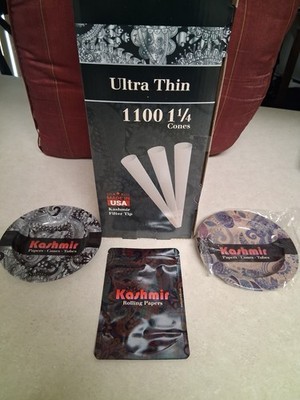 Ultra Thin
1100 1¼
Cones
USA
Kashmir
Filter Tip
Kashmir
Papers · Cones · Tubes
Kashmir
Rolling Papers
Kashmir
Papers · Cones · Tubes